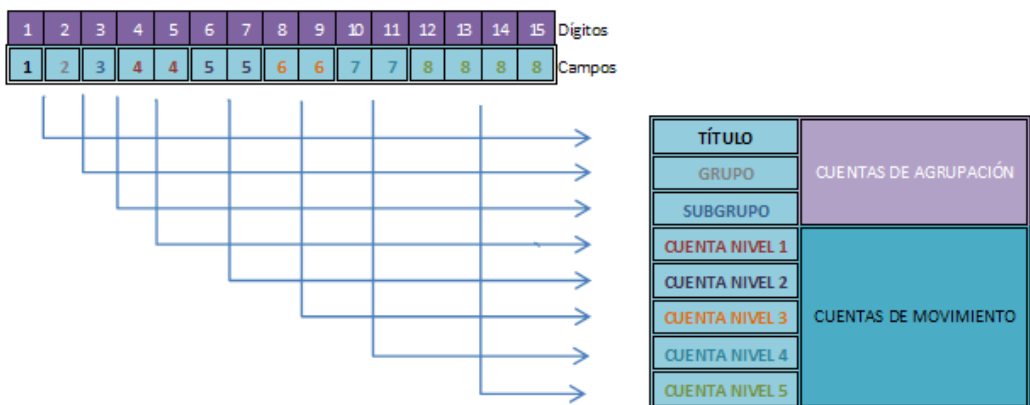 1 2 3 4 5 6 7 8 9 10 11 12 13 14 15 Dígitos
1 2 3 4 4 5 5 6 6 7 7 8 8 8 8 Campos
TÍTULO
GRUPO
SUBGRUPO
CUENTAS DE AGRUPACIÓN
CUENTA NIVEL 1
CUENTA NIVEL 2
CUENTA NIVEL 3
CUENTA NIVEL 4
CUENTA NIVEL 5
CUENTAS DE MOVIMIENTO